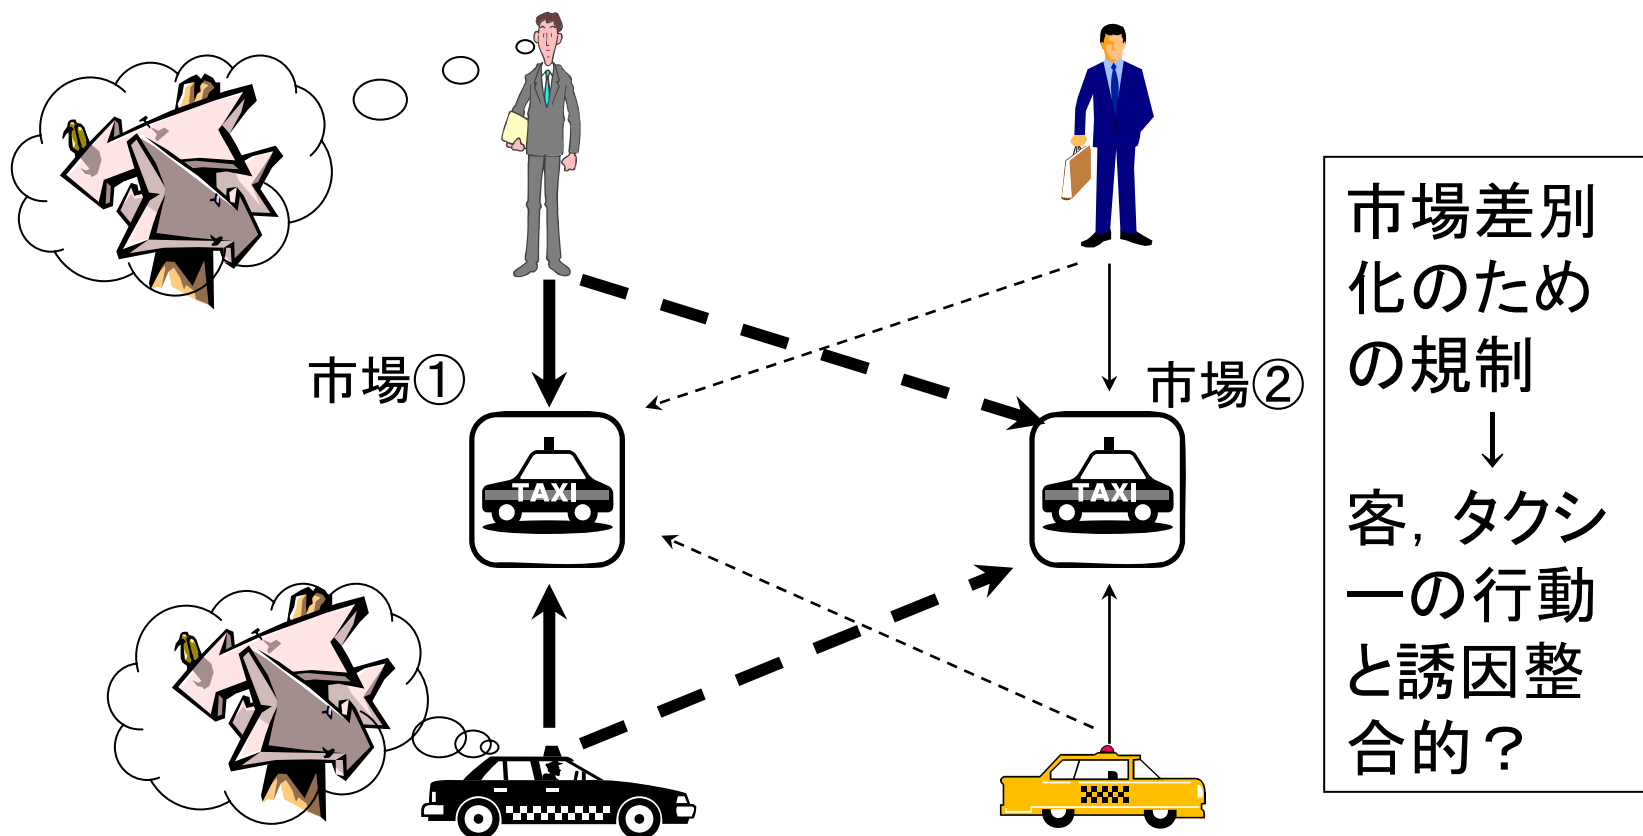 市場①
市場②
TAXI
TAXI
市場差別
化のため
の規制
↓
客，タクシ
ーの行動
と誘因整
合的？